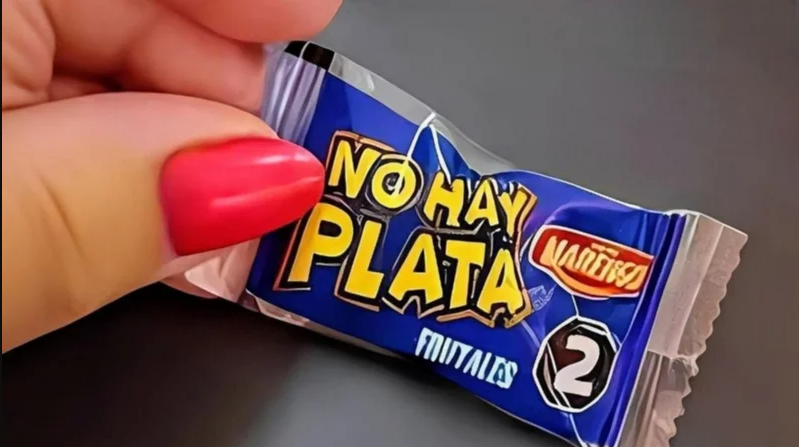 NO HAY
PLATA
FRUTALES
2